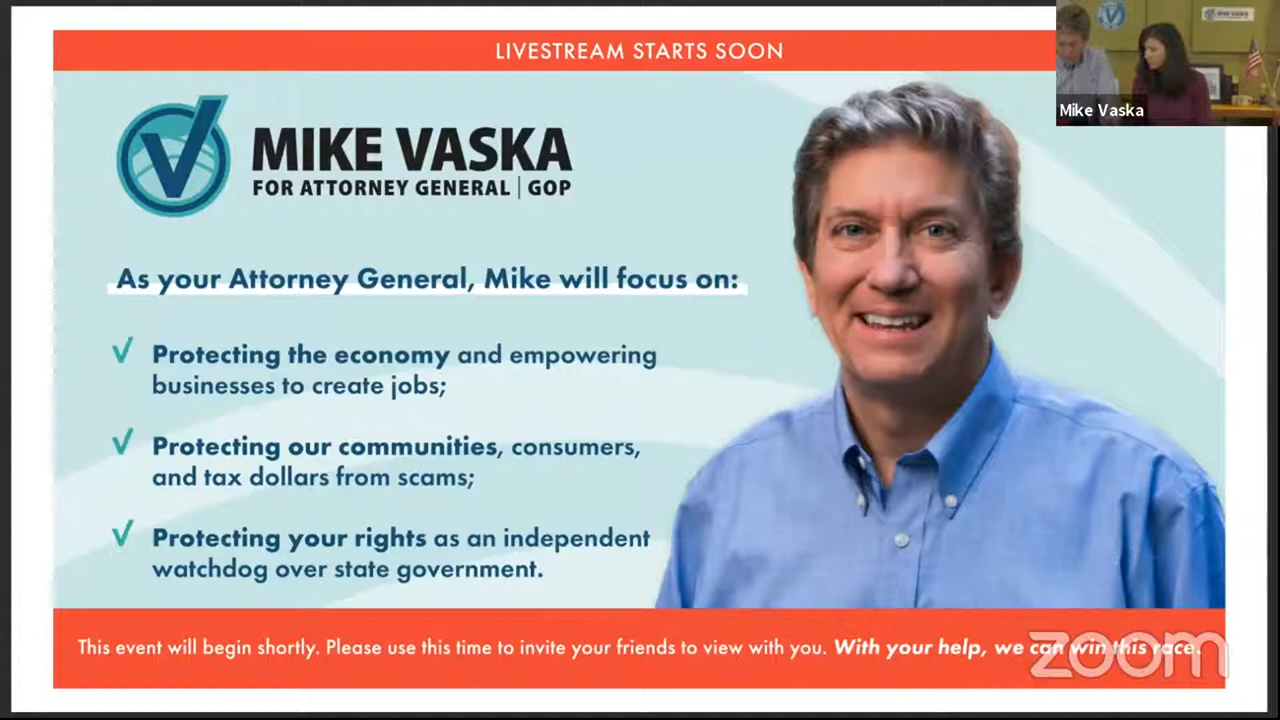 LIVESTREAM STARTS SOON
MIKE VASKA
FOR ATTORNEY GENERAL | GOP
As your Attorney General, Mike will focus on:
Protecting the economy and empowering
businesses to create jobs;
Protecting our communities, consumers,
and tax dollars from scams;
Protecting your rights as an independent
watchdog over state government.
This event will begin shortly. Please use this time to invite your friends to view with you. With your help, we can win this race.
zoom
MIKE VASKA
Mike Vaska